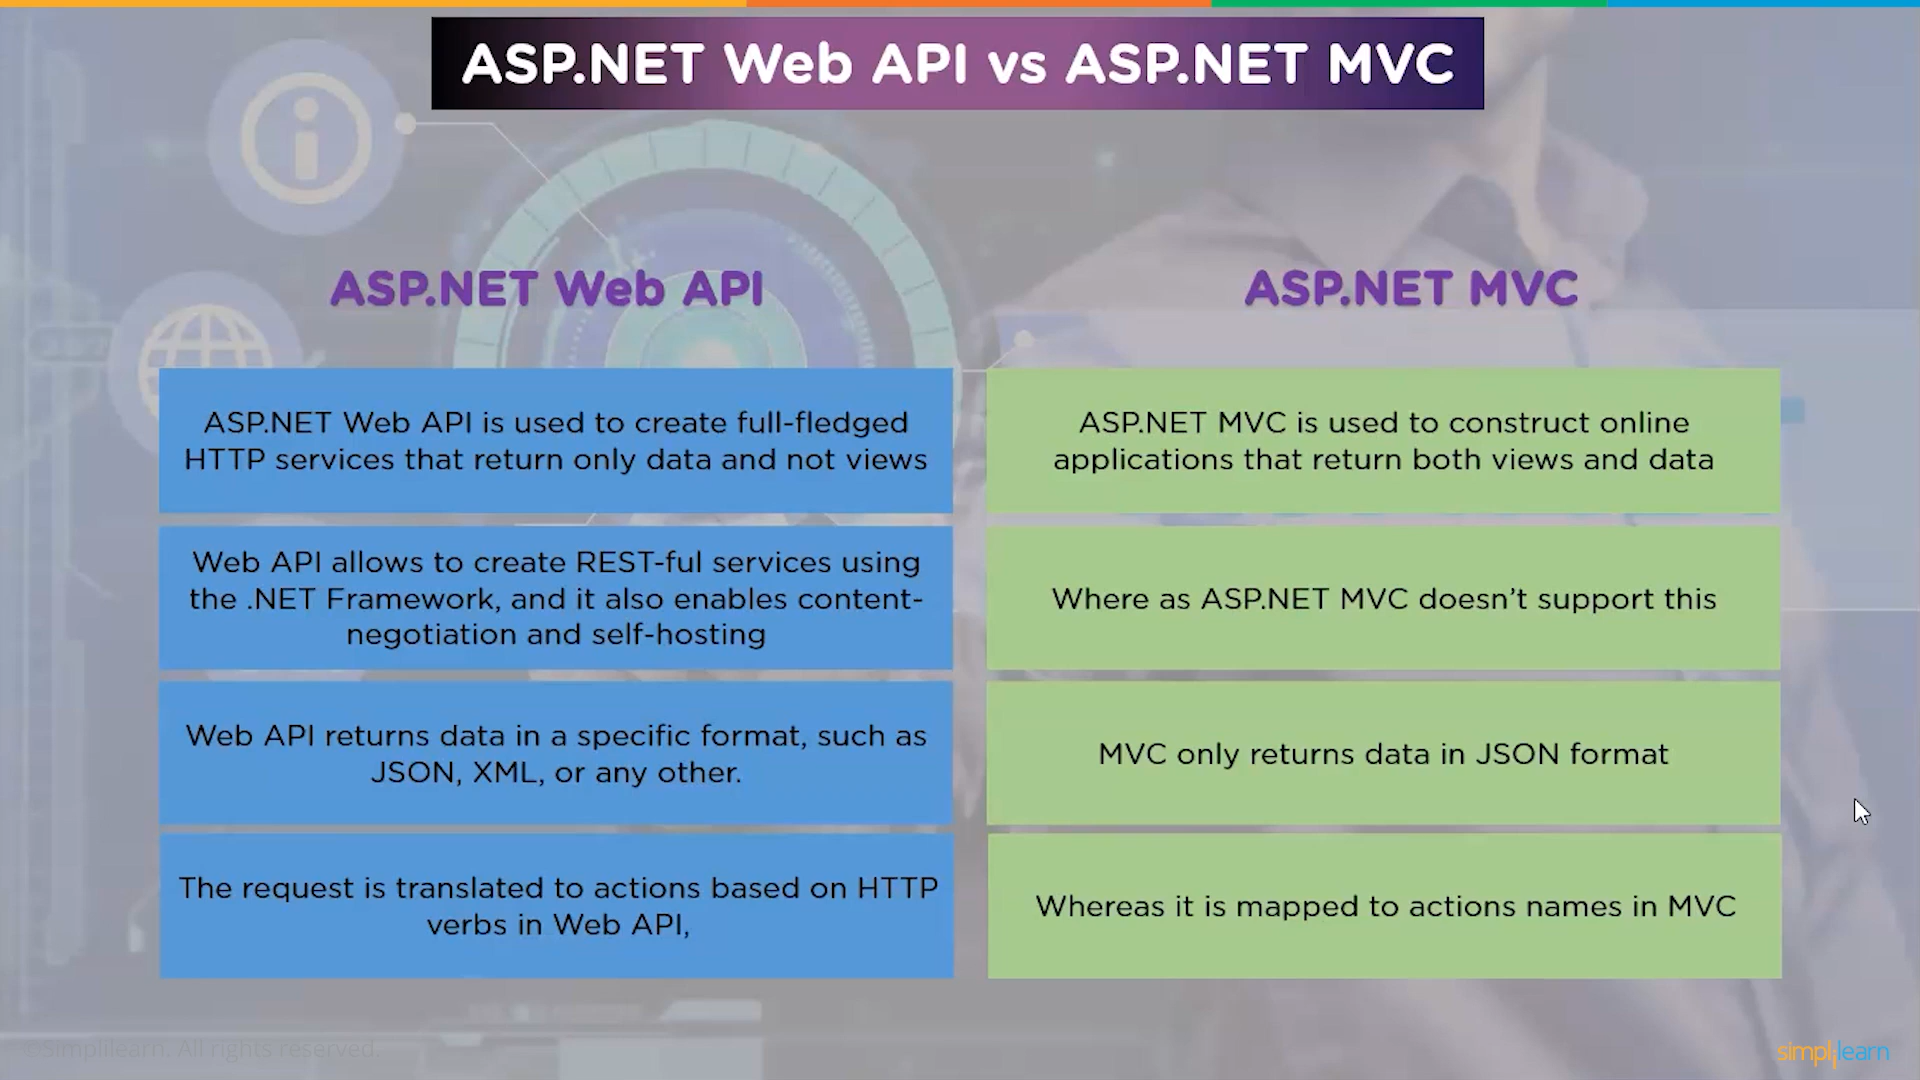 ASP.NET Web API vs ASP.NET MVC
ASP.NET Web API
ASP.NET MVC
ASP.NET Web API is used to create full-fledged
HTTP services that return only data and not views
ASP.NET MVC is used to construct online
applications that return both views and data
Web API allows to create REST-ful services using
the .NET Framework, and it also enables content-
negotiation and self-hosting
Where as ASP.NET MVC doesn't support this
Web API returns data in a specific format, such as
JSON, XML, or any other.
MVC only returns data in JSON format
The request is translated to actions based on HTTP
verbs in Web API,
Whereas it is mapped to actions names in MVC
©Simplilearn. All rights reserved.
simplilearn